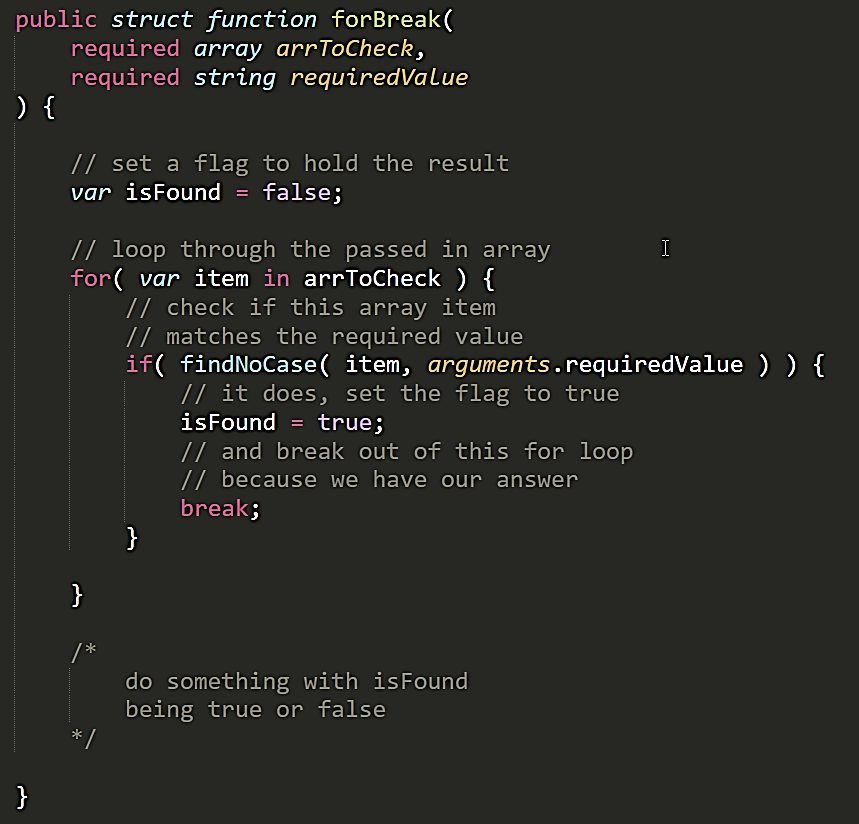 public struct function forBreak(
    required array arrToCheck,
    required string requiredValue
) {
    // set a flag to hold the result
    var isFound = false;
    // loop through the passed in array
    for( var item in arrToCheck ) {
        // check if this array item
        // matches the required value
        if( findNoCase( item, arguments.requiredValue ) ) {
            // it does, set the flag to true
            isFound = true;
            // and break out of this for loop
            // because we have our answer
            break;
        }
    }
    /*
        do something with isFound
        being true or false
    */
}